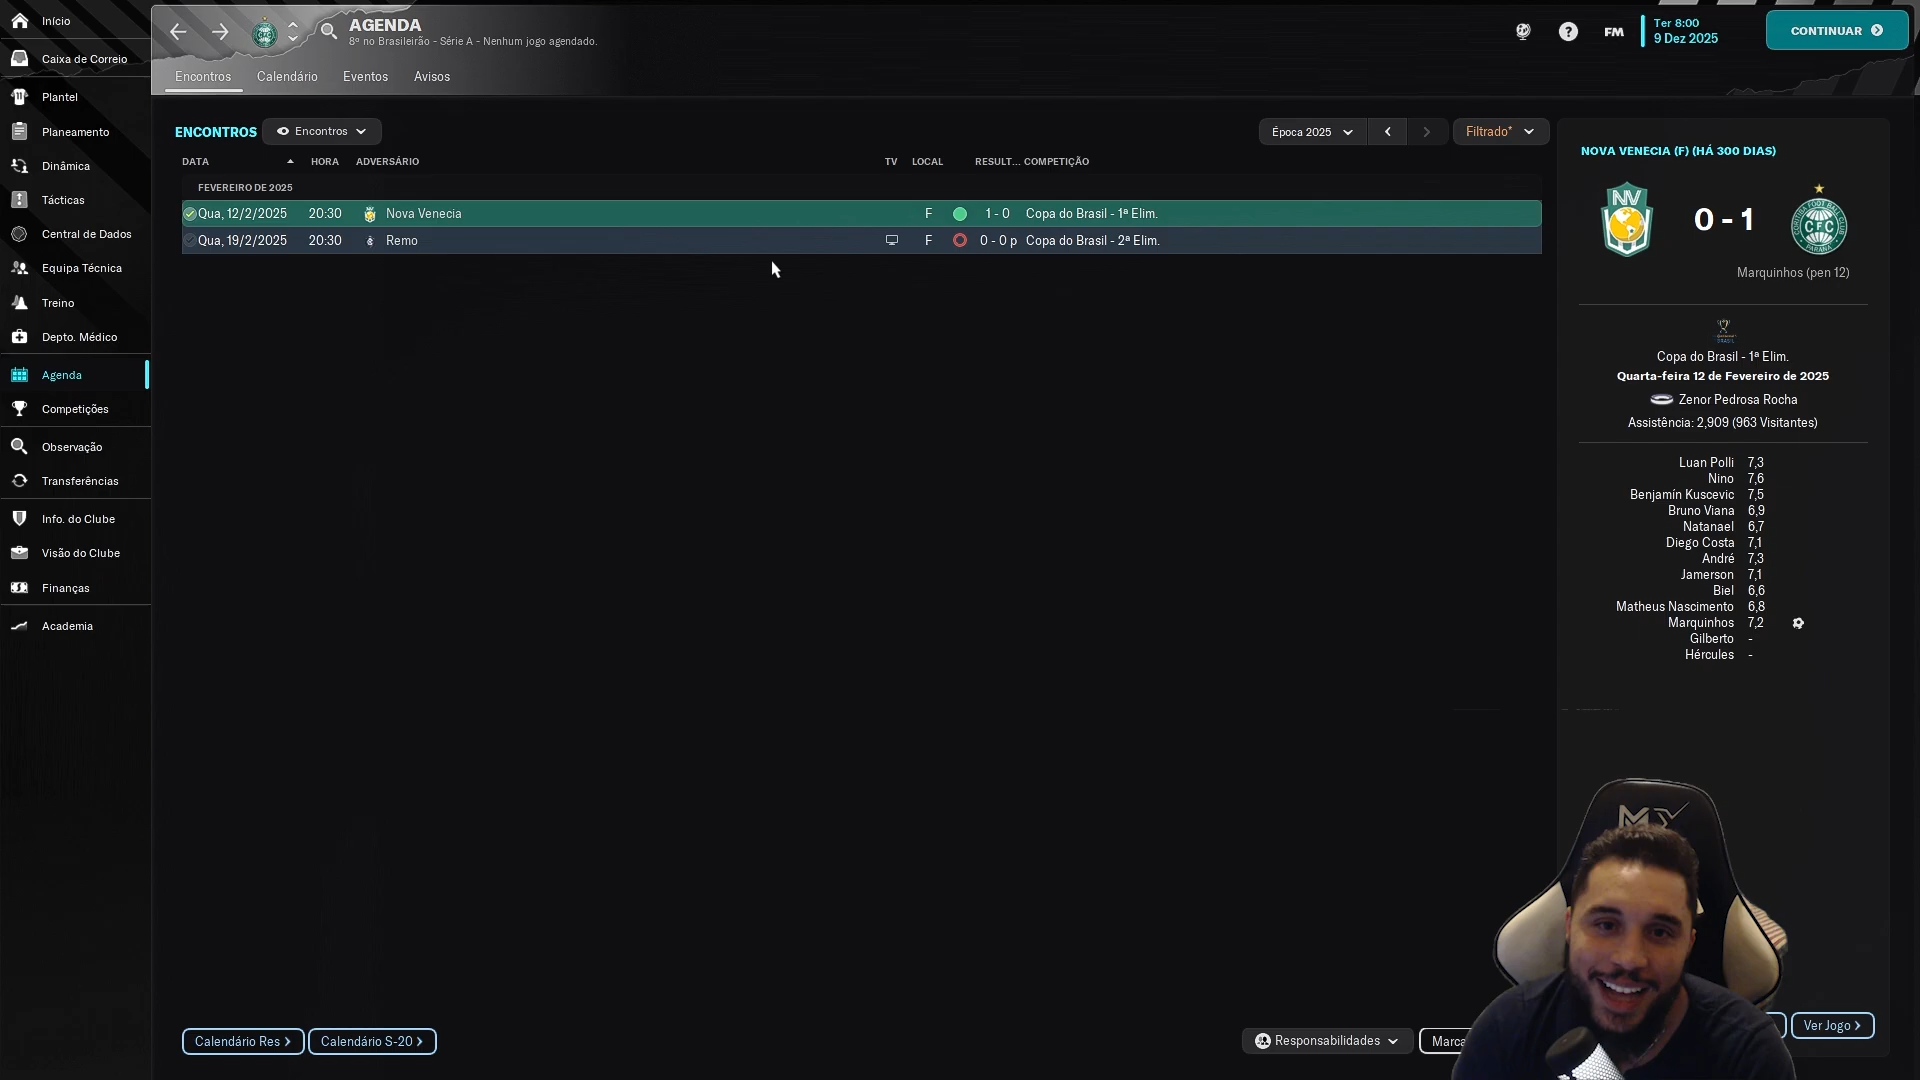 Início
Caixa de Correio
Plantel
Planeamento
Dinâmica
Tácticas
Central de Dados
Equipa Técnica
Treino
Depto. Médico
Agenda
Competições
Observação
Transferências
Info. do Clube
Visão do Clube
Finanças
Academia
AGENDA
8º no Brasileirão - Série A - Nenhum jogo agendado.
FM
Ter 8:00
9 Dez 2025
CONTINUAR
Encontros Calendário Eventos Avisos
ENCONTROS Encontros
Época 2025
Filtrado*
DATA HORA ADVERSÁRIO TV LOCAL RESULT... COMPETIÇÃO
FEVEREIRO DE 2025
Qua, 12/2/2025 20:30 Nova Venecia F 1 - 0 Copa do Brasil - 1ª Elim.
Qua, 19/2/2025 20:30 Remo F 0 - 0 p Copa do Brasil - 2ª Elim.
NOVA VENECIA (F) (HÁ 300 DIAS)
NV
0 - 1
CFC
Marquinhos (pen 12)
Copa do Brasil - 1ª Elim.
Quarta-feira 12 de Fevereiro de 2025
Zenor Pedrosa Rocha
Assistência: 2,909 (963 Visitantes)
Luan Polli 7,3
Nino 7,6
Benjamín Kuscevic 7,5
Bruno Viana 6,9
Natanael 6,7
Diego Costa 7,1
André 7,3
Jamerson 7,1
Biel 6,6
Matheus Nascimento 6,8
Marquinhos 7,2
Gilberto -
Hércules -
Calendário Res
Calendário S-20
Responsabilidades
Marca
Ver Jogo